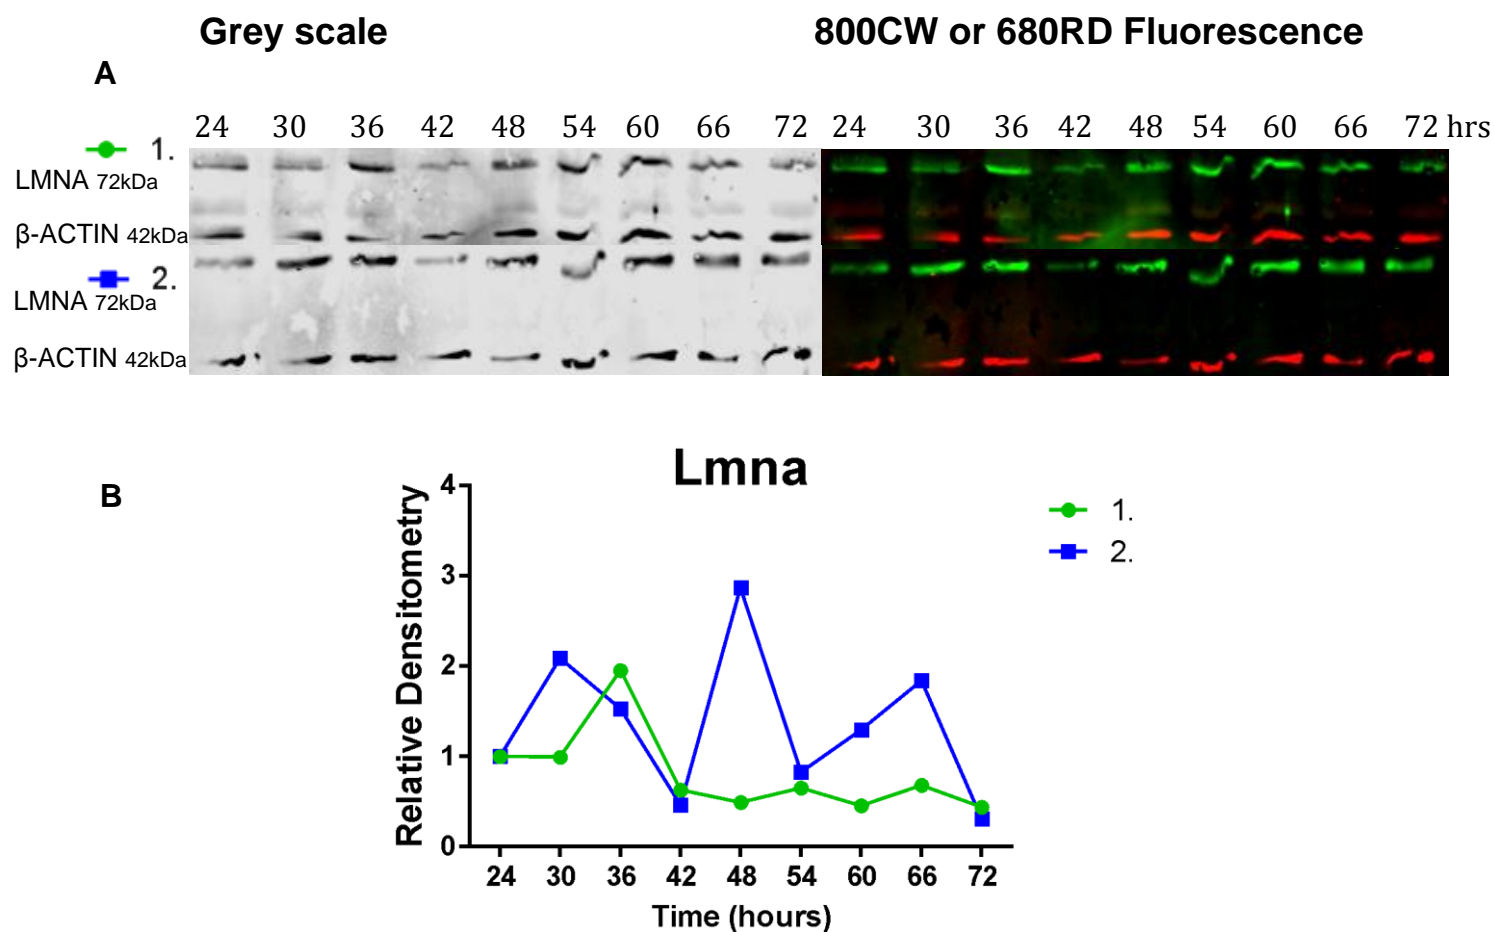 Grey scale
800CW or 680RD Fluorescence
A
24 30 36 42 48 54 60 66 72 24 30 36 42 48 54 60 66 72 hrs
1.
LMNA 72kDa
β-ACTIN 42kDa
2.
LMNA 72kDa
β-ACTIN 42kDa
B
Lmna
Relative Densitometry
4
3
2
1
0
24 30 36 42 48 54 60 66 72
Time (hours)
1.
2.